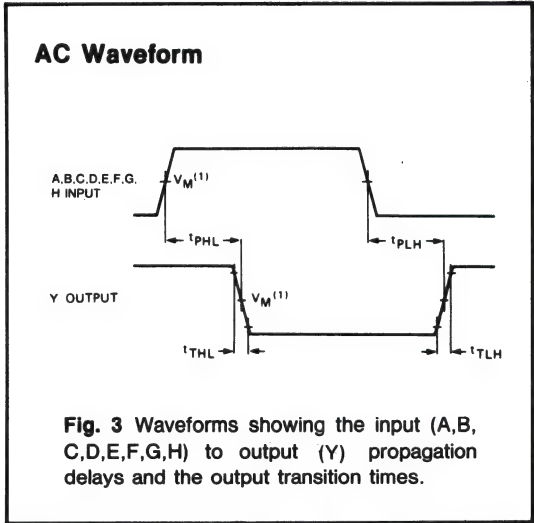 AC Waveform
A,B,C,D,E,F,G,
H INPUT
VM(1)
tPHL
tPLH
Y OUTPUT
VM(1)
tTHL
tTLH
Fig. 3 Waveforms showing the input (A,B,
C,D,E,F,G,H) to output (Y) propagation
delays and the output transition times.